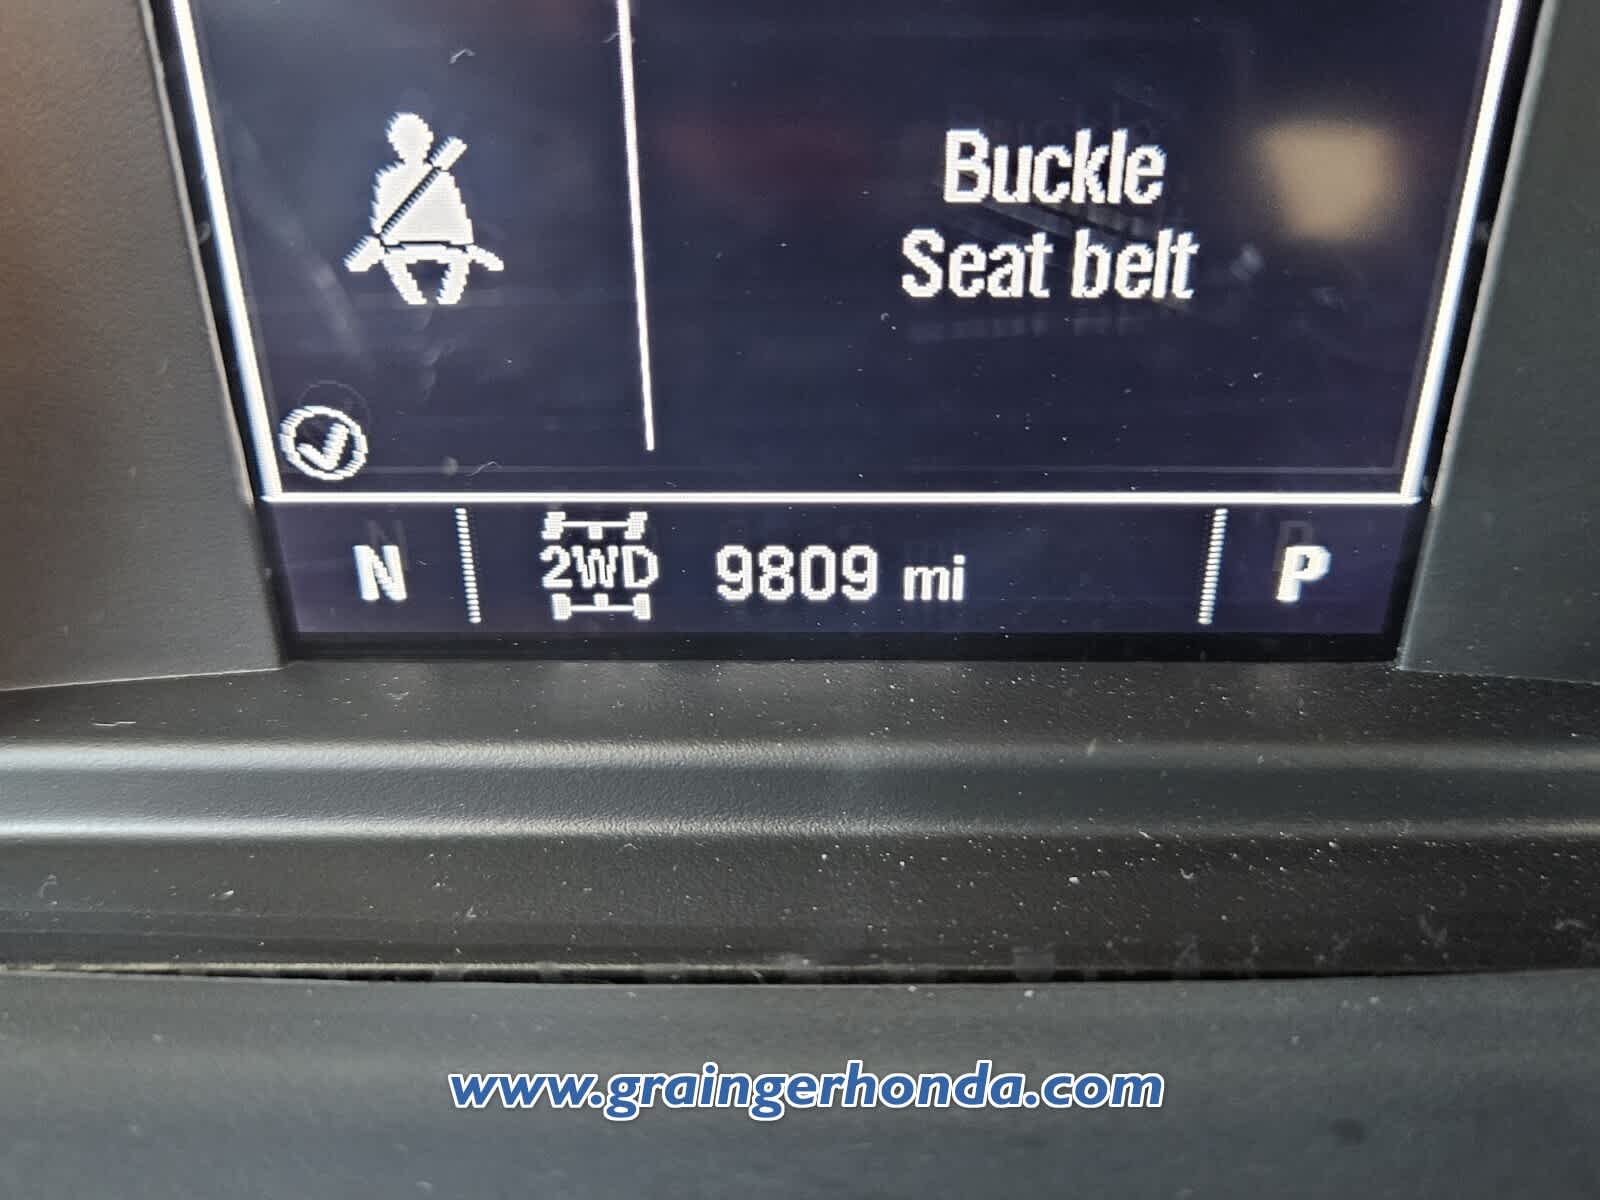 Buckle
Seat belt
N
2WD
9809 mi
P
www.graingerhonda.com